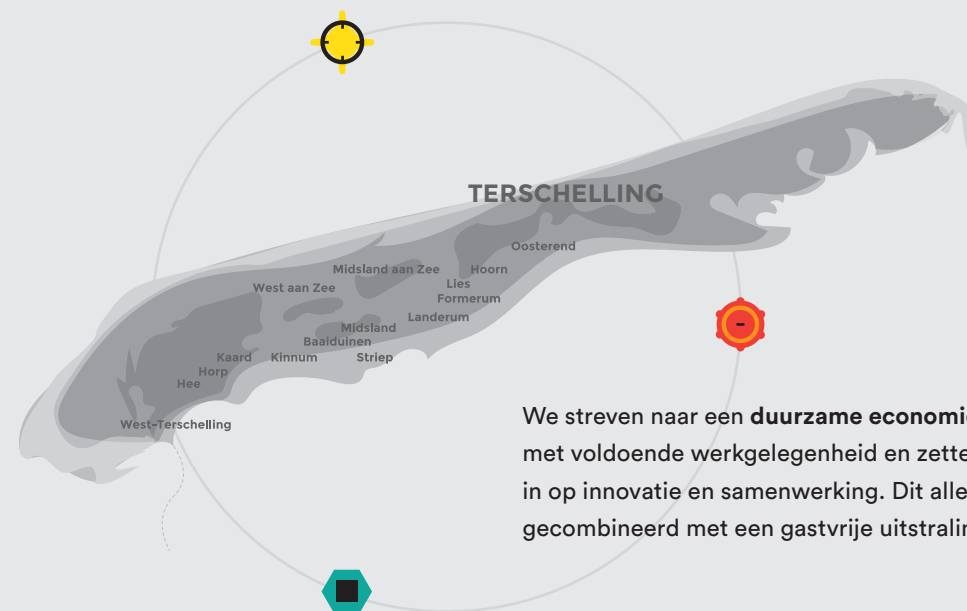 TERSCHELLING
Oosterend
Midsland aan Zee
Hoorn
West aan Zee
Lies
Formerum
Landerum
Midsland
Baaiduinen
Kaard
Kinnum
Striep
Horp
Hee
West-Terschelling
We streven naar een duurzame economie
met voldoende werkgelegenheid en zette
in op innovatie en samenwerking. Dit alle
gecombineerd met een gastvrije uitstralin